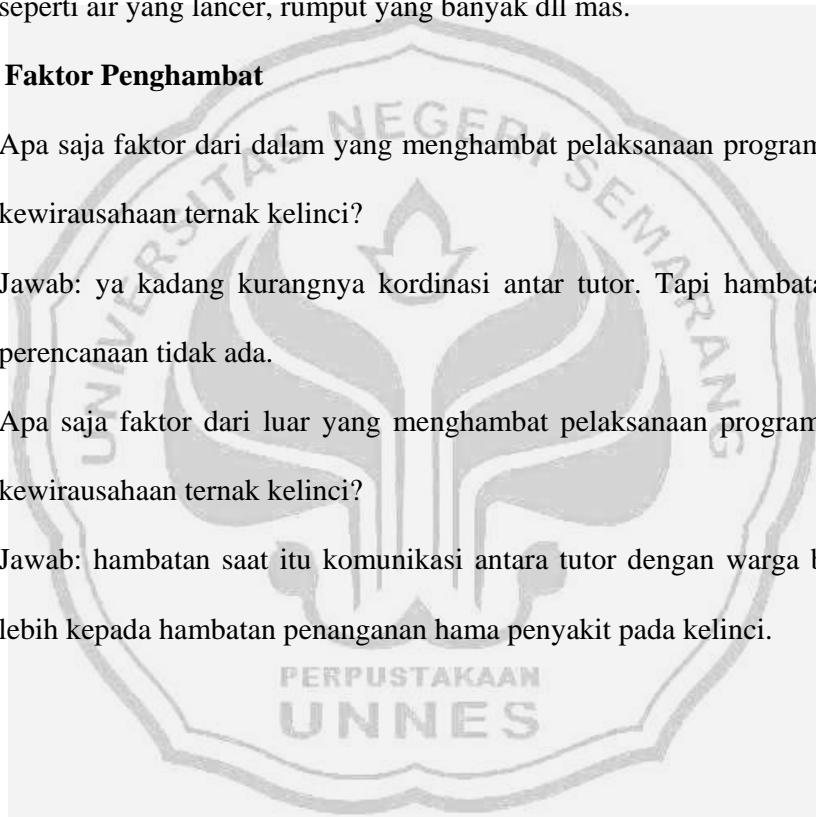 seperti air yang lancer, rumput yang banyak dll mas.
Faktor Penghambat
Apa saja faktor dari dalam yang menghambat pelaksanaan program
kewirausahaan ternak kelinci?
Jawab: ya kadang kurangnya kordinasi antar tutor. Tapi hambata
perencanaan tidak ada.
Apa saja faktor dari luar yang menghambat pelaksanaan program
kewirausahaan ternak kelinci?
Jawab: hambatan saat itu komunikasi antara tutor dengan warga b
lebih kepada hambatan penanganan hama penyakit pada kelinci.
UNIVERSITAS NEGERI SEMARANG
PERPUSTAKAAN
UNNES